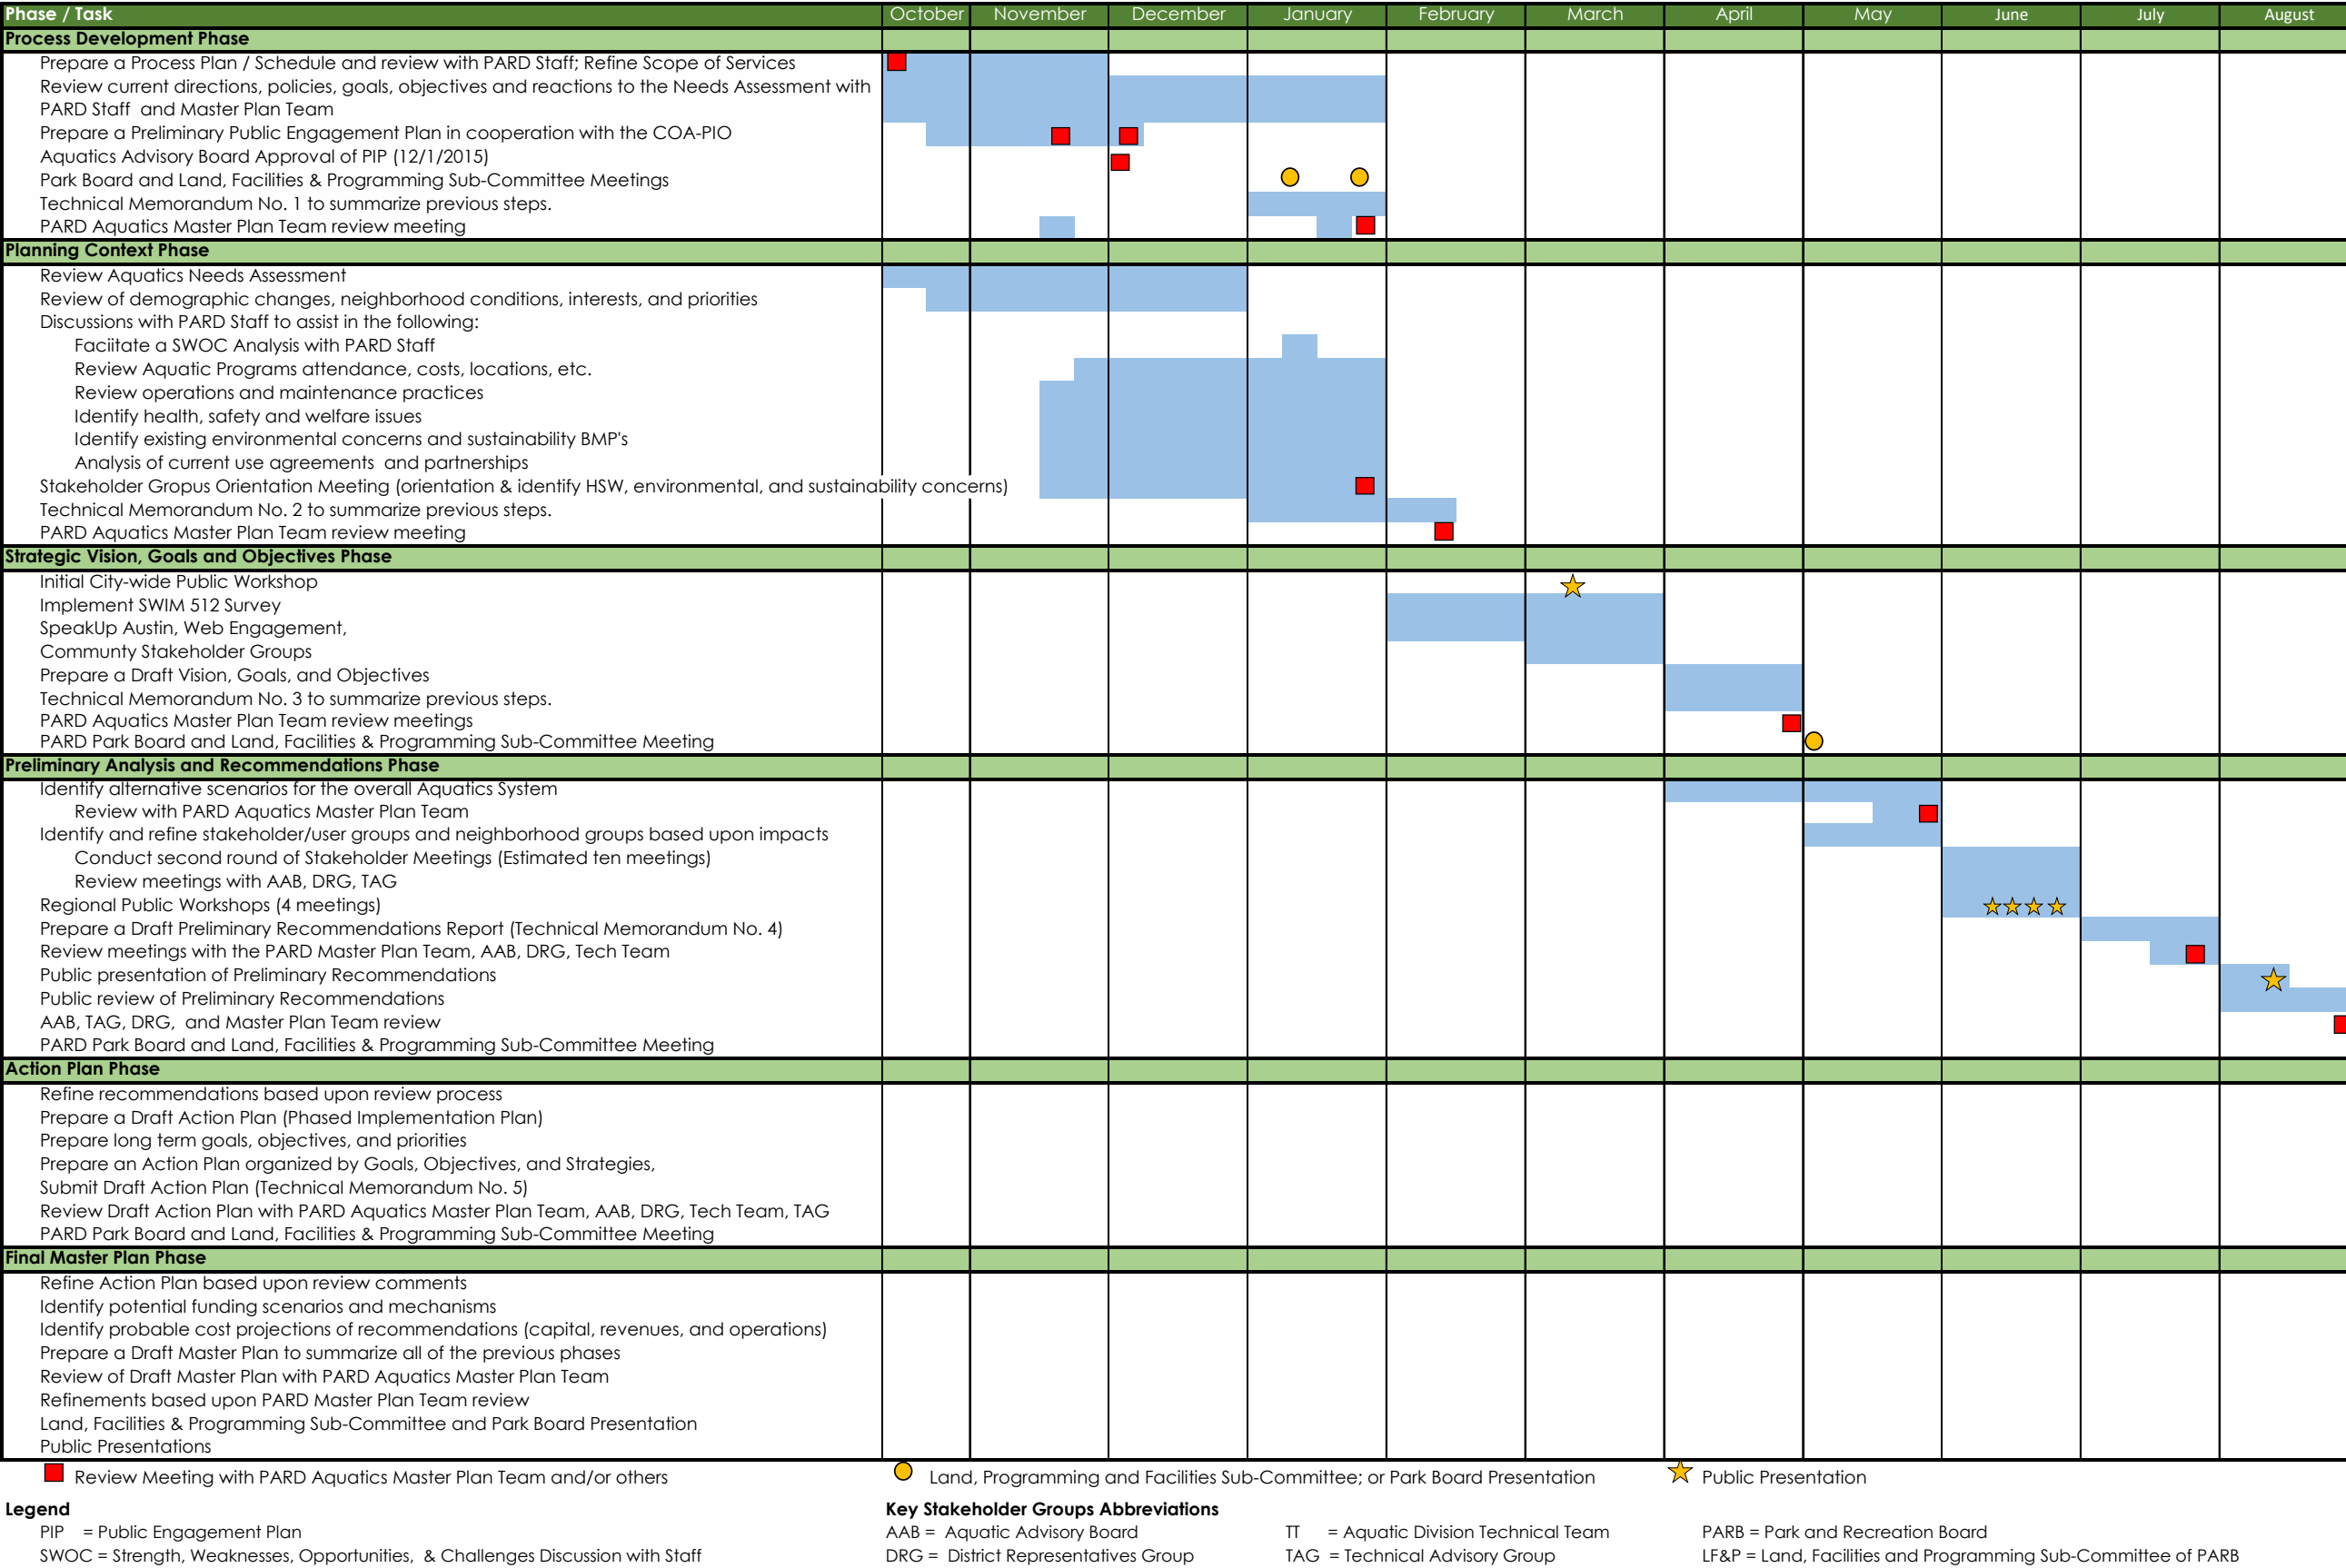 Phase / Task October November December January February March April May June July August
Process Development Phase
Prepare a Process Plan / Schedule and review with PARD Staff; Refine Scope of Services
Review current directions, policies, goals, objectives and reactions to the Needs Assessment with
PARD Staff and Master Plan Team
Prepare a Preliminary Public Engagement Plan in cooperation with the COA-PIO
Aquatics Advisory Board Approval of PIP (12/1/2015)
Park Board and Land, Facilities & Programming Sub-Committee Meetings
Technical Memorandum No. 1 to summarize previous steps.
PARD Aquatics Master Plan Team review meeting
Planning Context Phase
Review Aquatics Needs Assessment
Review of demographic changes, neighborhood conditions, interests, and priorities
Discussions with PARD Staff to assist in the following:
Faciitate a SWOC Analysis with PARD Staff
Review Aquatic Programs attendance, costs, locations, etc.
Review operations and maintenance practices
Identify health, safety and welfare issues
Identify existing environmental concerns and sustainability BMP's
Analysis of current use agreements and partnerships
Stakeholder Gropus Orientation Meeting (orientation & identify HSW, environmental, and sustainability concerns)
Technical Memorandum No. 2 to summarize previous steps.
PARD Aquatics Master Plan Team review meeting
Strategic Vision, Goals and Objectives Phase
Initial City-wide Public Workshop
Implement SWIM 512 Survey
SpeakUp Austin, Web Engagement,
Communty Stakeholder Groups
Prepare a Draft Vision, Goals, and Objectives
Technical Memorandum No. 3 to summarize previous steps.
PARD Aquatics Master Plan Team review meetings
PARD Park Board and Land, Facilities & Programming Sub-Committee Meeting
Preliminary Analysis and Recommendations Phase
Identify alternative scenarios for the overall Aquatics System
Review with PARD Aquatics Master Plan Team
Identify and refine stakeholder/user groups and neighborhood groups based upon impacts
Conduct second round of Stakeholder Meetings (Estimated ten meetings)
Review meetings with AAB, DRG, TAG
Regional Public Workshops (4 meetings)
Prepare a Draft Preliminary Recommendations Report (Technical Memorandum No. 4)
Review meetings with the PARD Master Plan Team, AAB, DRG, Tech Team
Public presentation of Preliminary Recommendations
Public review of Preliminary Recommendations
AAB, TAG, DRG, and Master Plan Team review
PARD Park Board and Land, Facilities & Programming Sub-Committee Meeting
Action Plan Phase
Refine recommendations based upon review process
Prepare a Draft Action Plan (Phased Implementation Plan)
Prepare long term goals, objectives, and priorities
Prepare an Action Plan organized by Goals, Objectives, and Strategies,
Submit Draft Action Plan (Technical Memorandum No. 5)
Review Draft Action Plan with PARD Aquatics Master Plan Team, AAB, DRG, Tech Team, TAG
PARD Park Board and Land, Facilities & Programming Sub-Committee Meeting
Final Master Plan Phase
Refine Action Plan based upon review comments
Identify potential funding scenarios and mechanisms
Identify probable cost projections of recommendations (capital, revenues, and operations)
Prepare a Draft Master Plan to summarize all of the previous phases
Review of Draft Master Plan with PARD Aquatics Master Plan Team
Refinements based upon PARD Master Plan Team review
Land, Facilities & Programming Sub-Committee and Park Board Presentation
Public Presentations
Review Meeting with PARD Aquatics Master Plan Team and/or others Land, Programming and Facilities Sub-Committee; or Park Board Presentation Public Presentation
Legend Key Stakeholder Groups Abbreviations
PIP = Public Engagement Plan AAB = Aquatic Advisory Board TT = Aquatic Division Technical Team PARB = Park and Recreation Board
SWOC = Strength, Weaknesses, Opportunities, & Challenges Discussion with Staff DRG = District Representatives Group TAG = Technical Advisory Group LF&P = Land, Facilities and Programming Sub-Committee of PARB